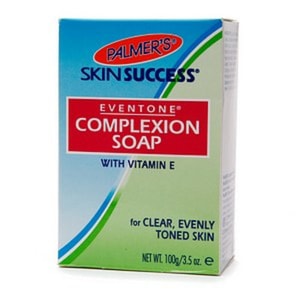 PALMER'S®
SKIN SUCCESS®
EVENTONE®
COMPLEXION
SOAP
WITH VITAMIN E
for CLEAR, EVENLY
TONED SKIN
NET WT. 100g/3.5 oz. ℮